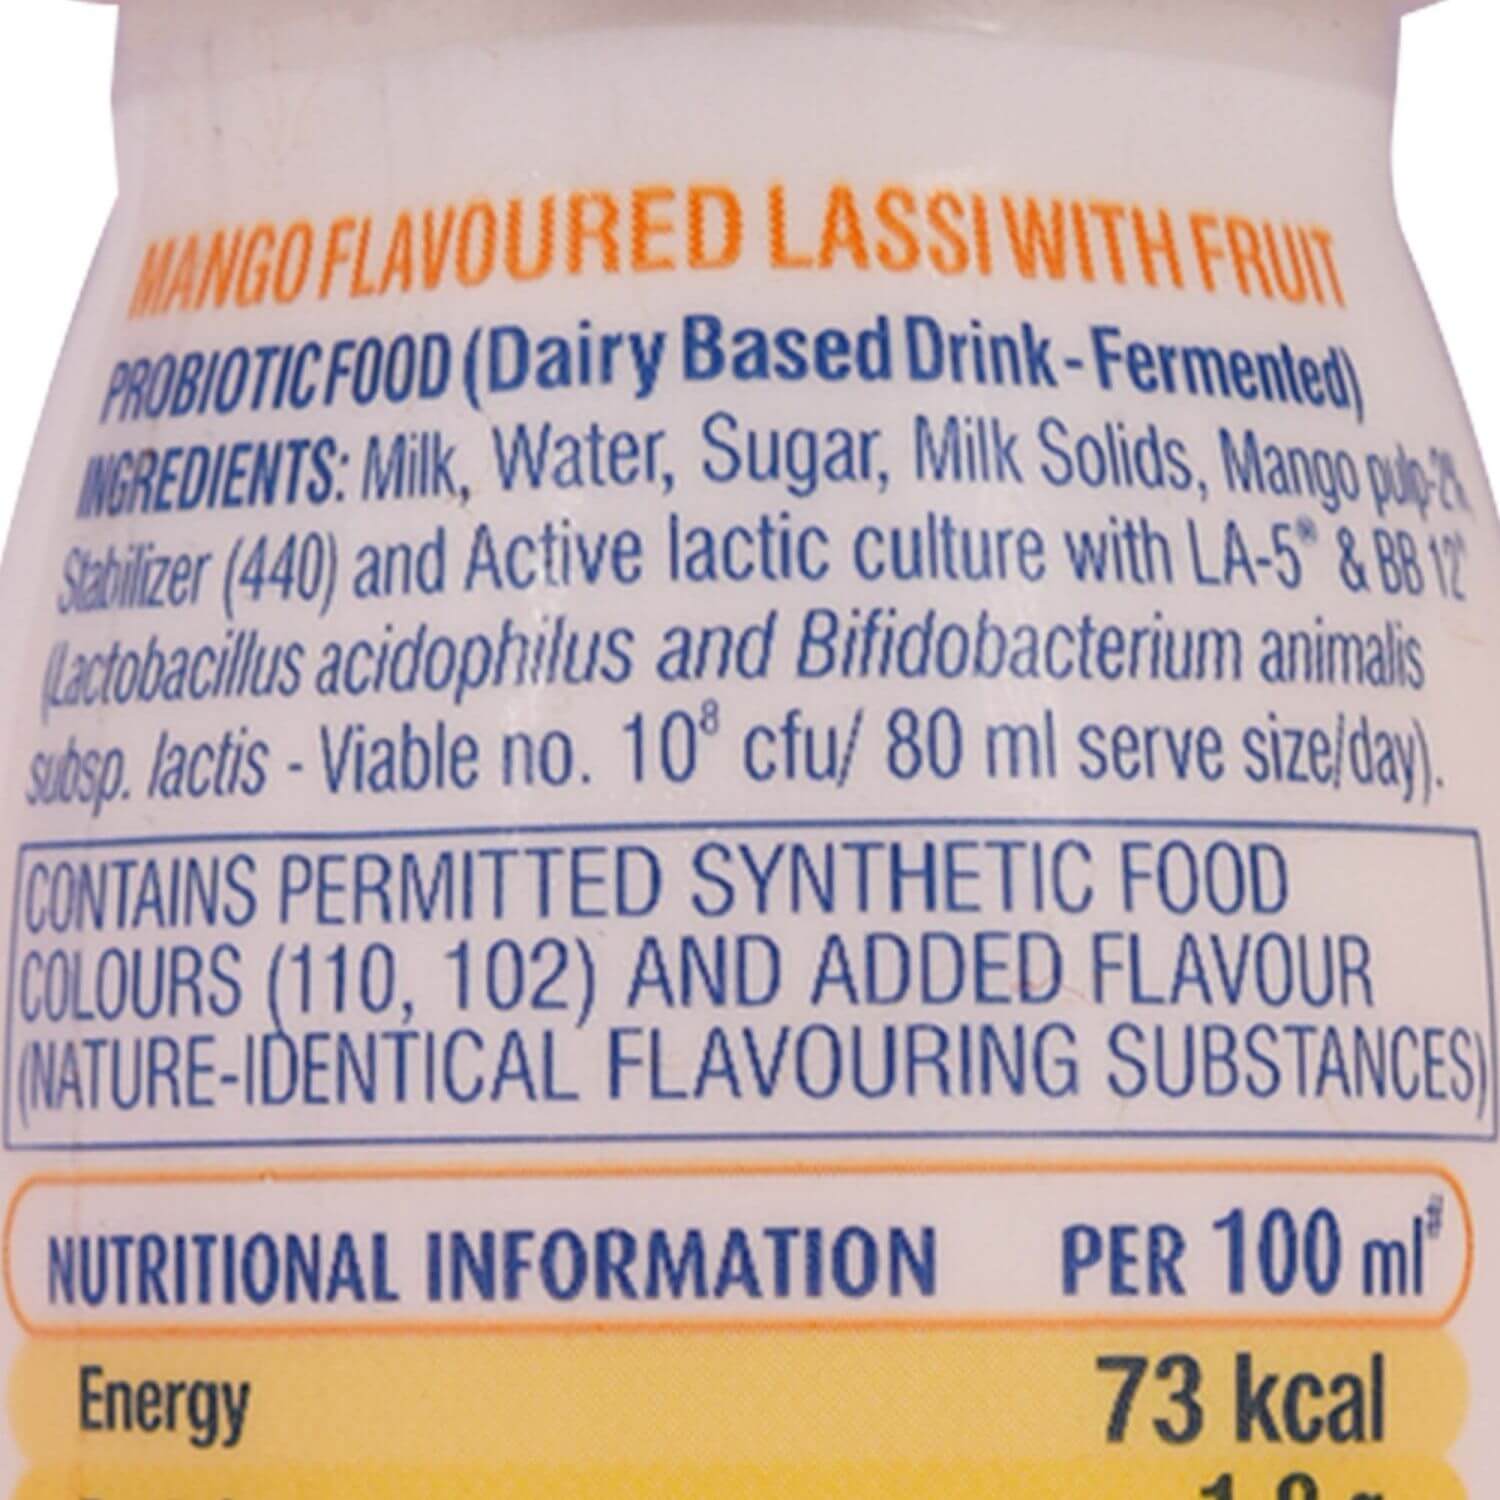 MANGO FLAVOURED LASSI WITH FRUIT
PROBIOTIC FOOD (Dairy Based Drink - Fermented)
INGREDIENTS: Milk, Water, Sugar, Milk Solids, Mango pulp-2%,
Stabilizer (440) and Active lactic culture with LA-5® & BB 12®
(Lactobacillus acidophilus and Bifidobacterium animalis
subsp. lactis - Viable no. 10⁸ cfu/ 80 ml serve size/day).
CONTAINS PERMITTED SYNTHETIC FOOD
COLOURS (110, 102) AND ADDED FLAVOUR
(NATURE-IDENTICAL FLAVOURING SUBSTANCES)
NUTRITIONAL INFORMATION PER 100 ml
Energy 73 kcal